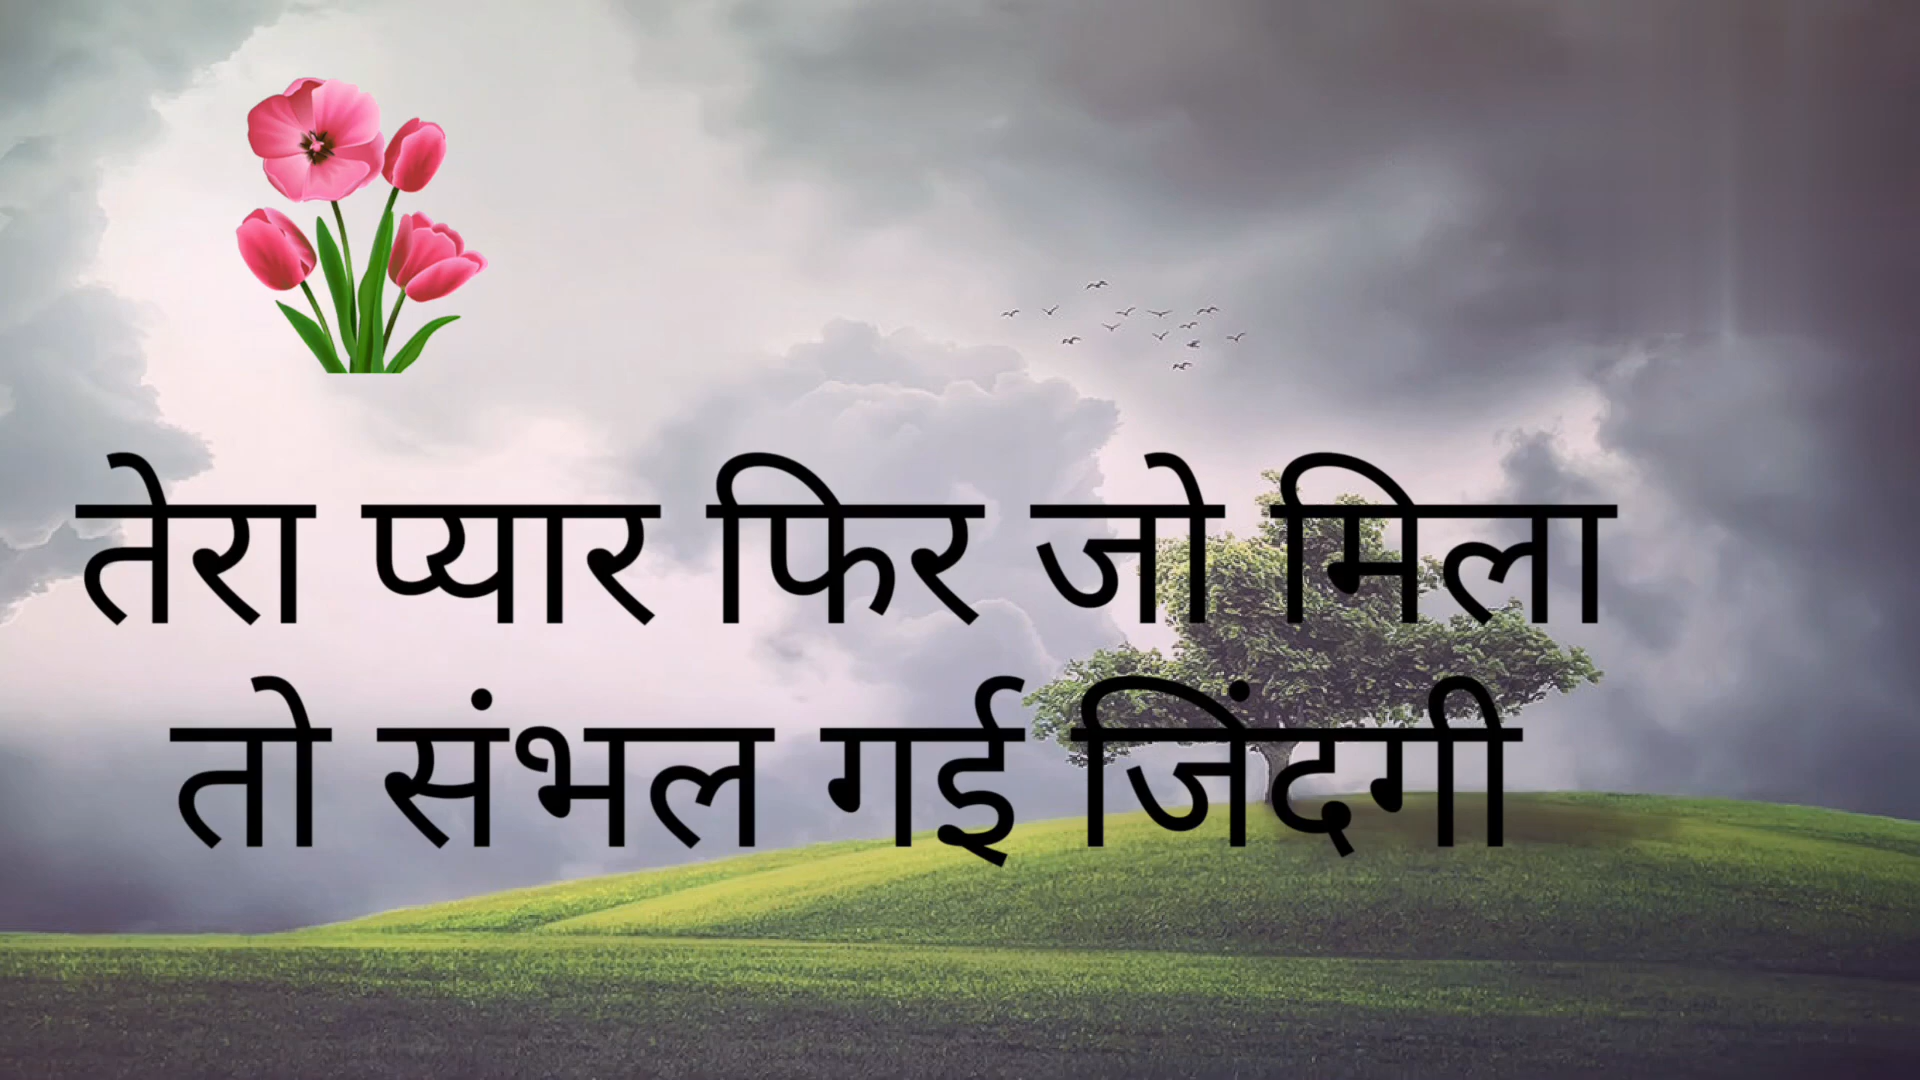 तेरा प्यार फिर जो मिला
तो संभल गई जिंदगी